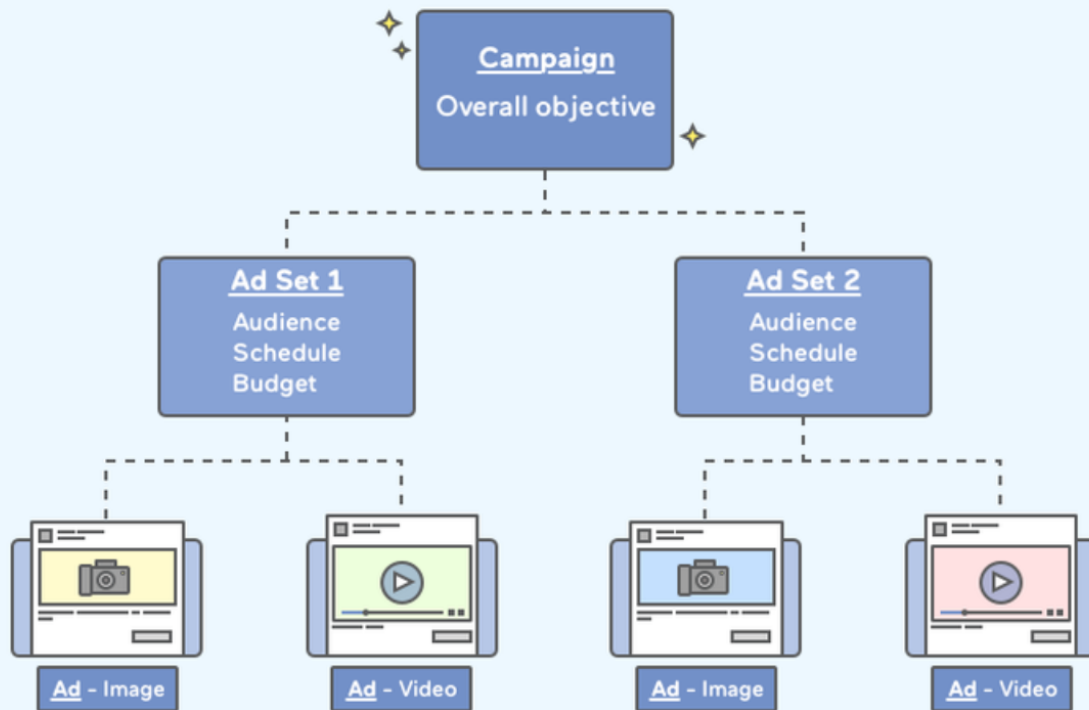 Campaign
Overall objective
Ad Set 1
Audience
Schedule
Budget
Ad Set 2
Audience
Schedule
Budget
Ad - Image
Ad - Video
Ad - Image
Ad - Video